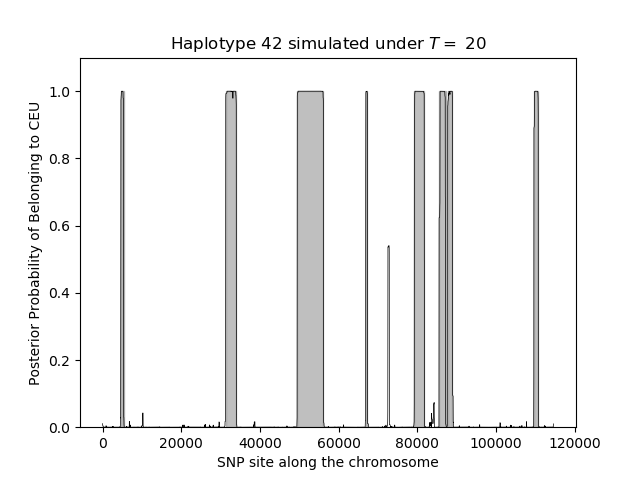 Haplotype 42 simulated under T = 20
Posterior Probability of Belonging to CEU
1.0
0.8
0.6
0.4
0.2
0.0
0 20000 40000 60000 80000 100000 120000
SNP site along the chromosome